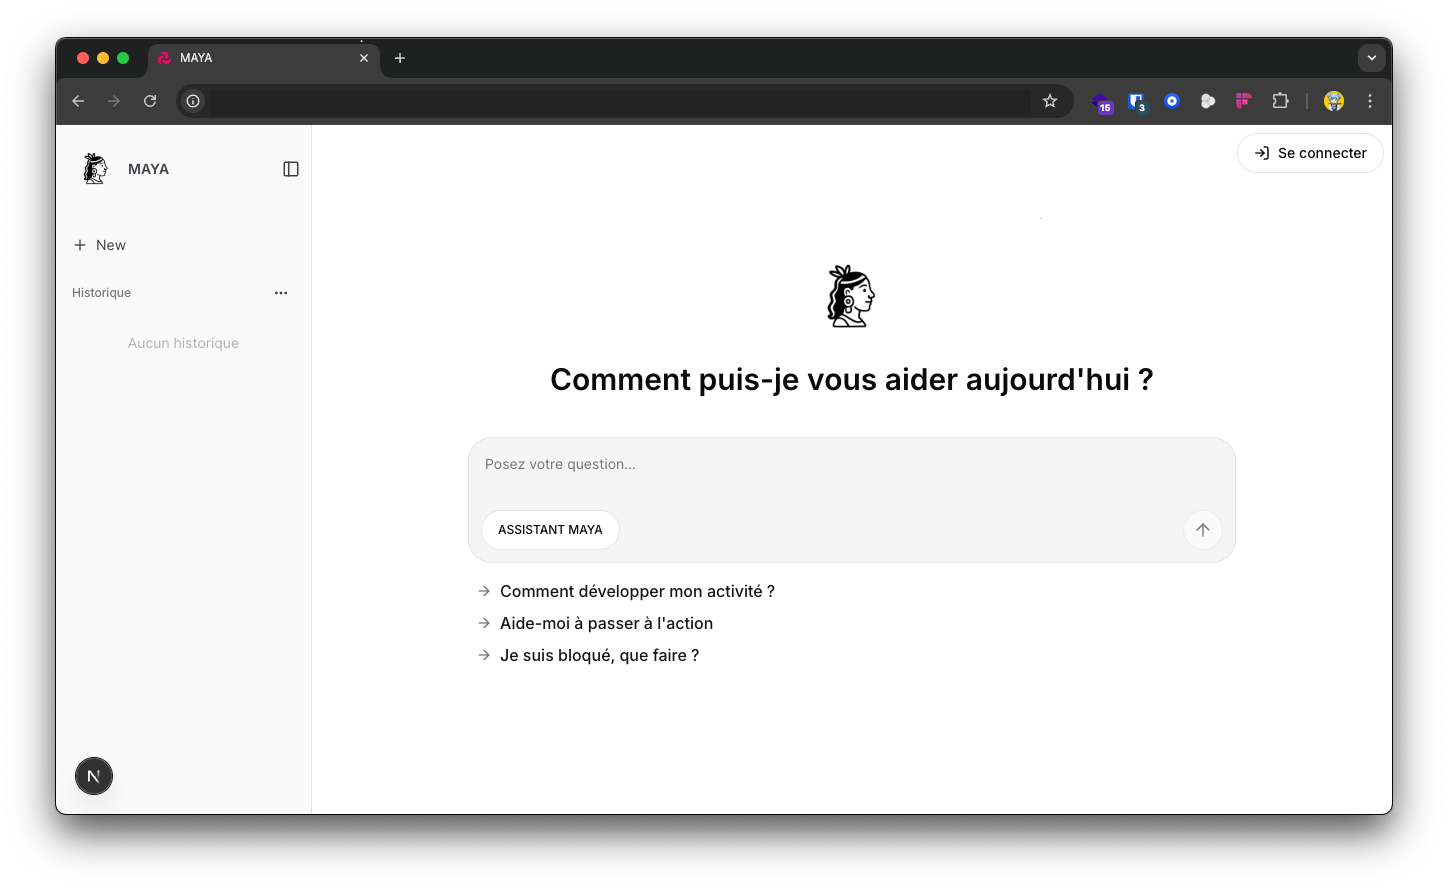 MAYA
15
3
MAYA
Se connecter
New
Historique
Aucun historique
Comment puis-je vous aider aujourd'hui ?
Posez votre question...
ASSISTANT MAYA
Comment développer mon activité ?
Aide-moi à passer à l'action
Je suis bloqué, que faire ?
N